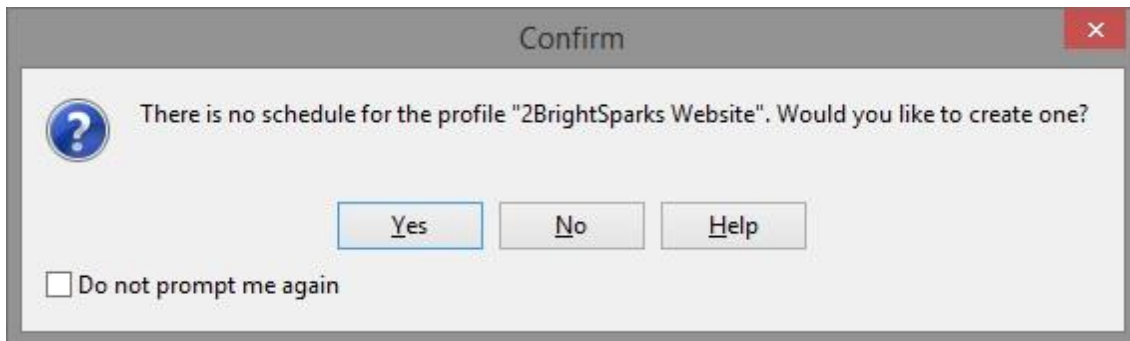 Confirm
There is no schedule for the profile "2BrightSparks Website". Would you like to create one?
Yes
No
Help
Do not prompt me again